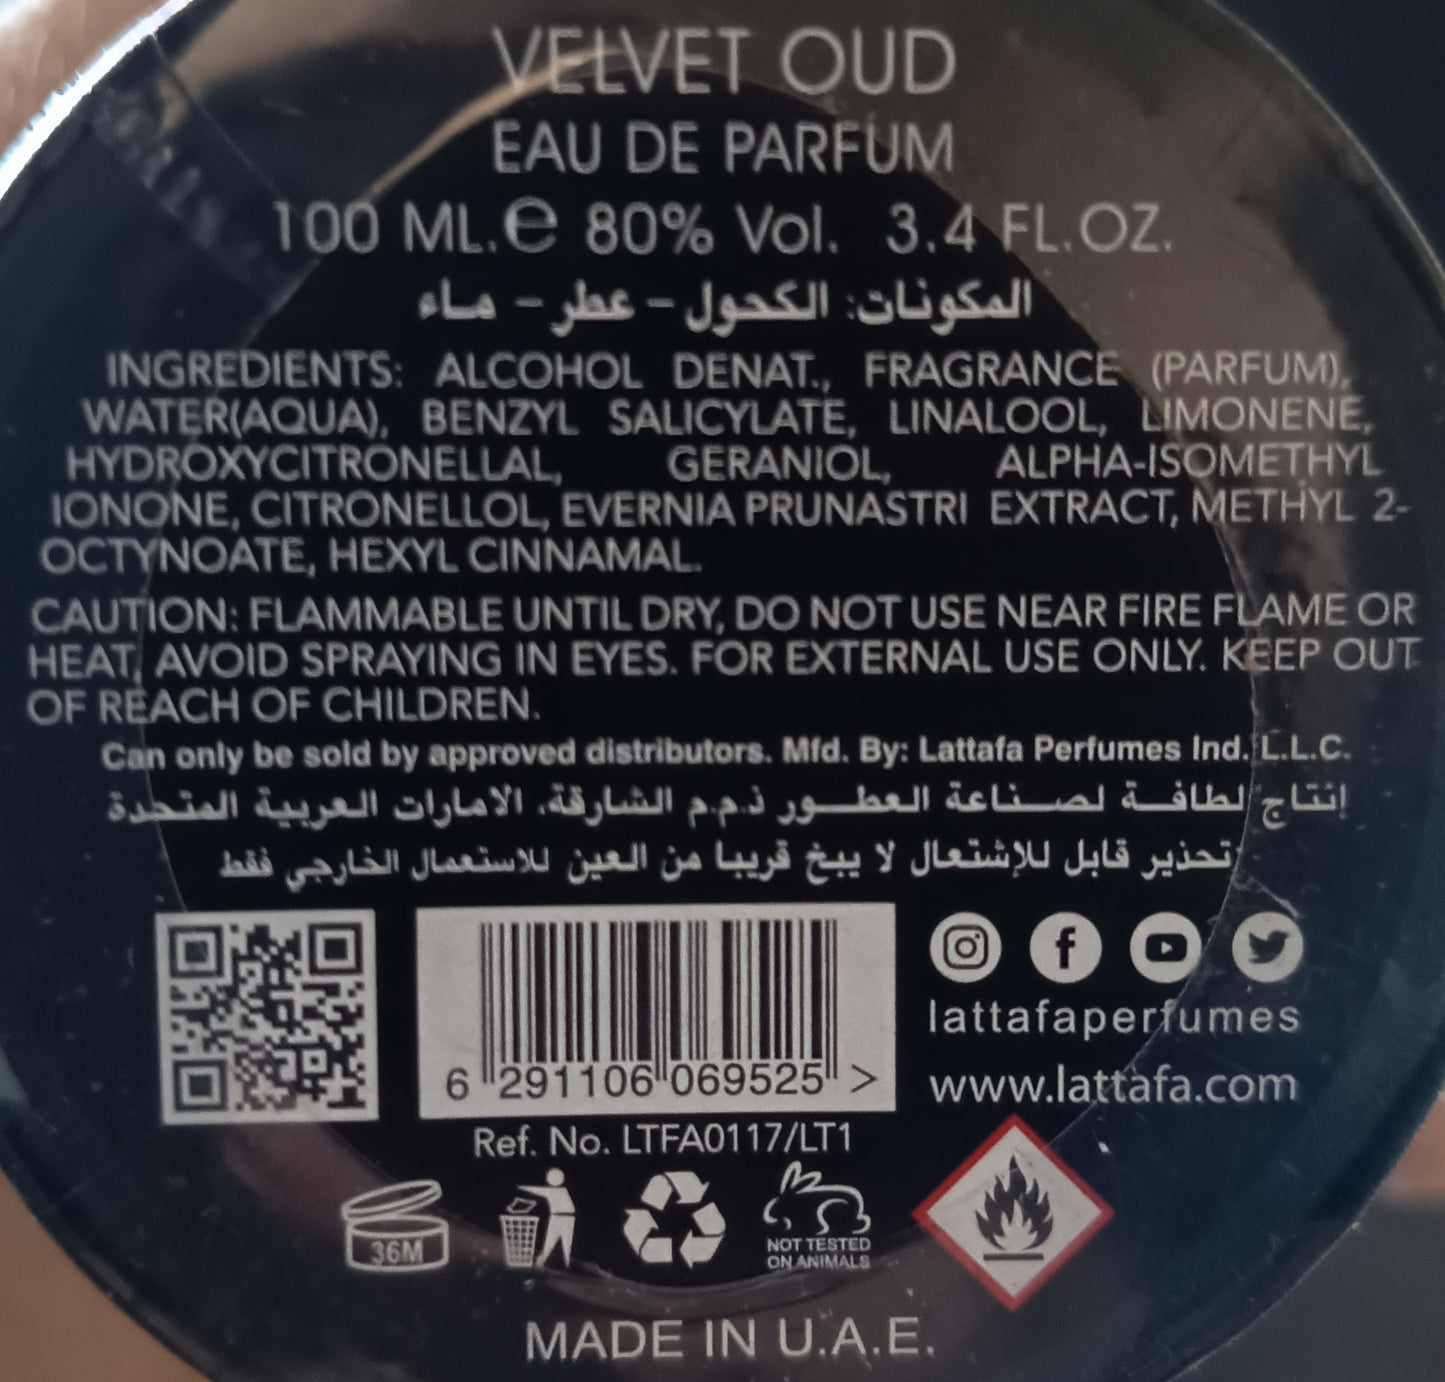 VELVET OUD
EAU DE PARFUM
100 ML.℮ 80% Vol. 3.4 FL.OZ.
المكونات: الكحول - عطر - ماء
INGREDIENTS: ALCOHOL DENAT., FRAGRANCE (PARFUM),
WATER(AQUA), BENZYL SALICYLATE, LINALOOL, LIMONENE,
HYDROXYCITRONELLAL, GERANIOL, ALPHA-ISOMETHYL
IONONE, CITRONELLOL, EVERNIA PRUNASTRI EXTRACT, METHYL 2-
OCTYNOATE, HEXYL CINNAMAL.
CAUTION: FLAMMABLE UNTIL DRY, DO NOT USE NEAR FIRE FLAME OR
HEAT, AVOID SPRAYING IN EYES. FOR EXTERNAL USE ONLY. KEEP OUT
OF REACH OF CHILDREN.
Can only be sold by approved distributors. Mfd. By: Lattafa Perfumes Ind. L.L.C.
إنتاج لطافة لصناعة العطور ذ.م.م الشارقة، الامارات العربية المتحدة
تحذير قابل للإشتعال لا يبخ قريبا من العين للاستعمال الخارجي فقط
6 291106 069525 >
lattafaperfumes
www.lattafa.com
Ref. No. LTFA0117/LT1
36M
NOT TESTED
ON ANIMALS
MADE IN U.A.E.